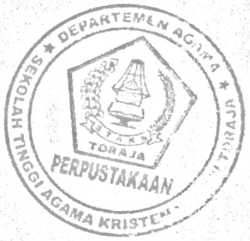 ★ DEPARTEMEN AGAMA ★
SEKOLAH TINGGI AGAMA KRISTEN TORAJA
TORAJA
PERPUSTAKAAN